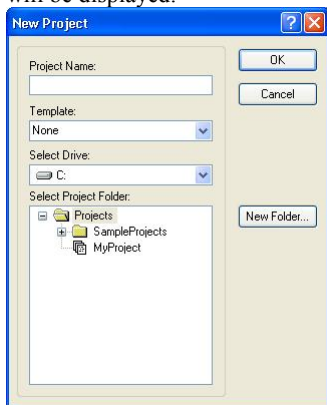 will be displayed.
New Project
Project Name:
OK
Cancel
Template:
None
Select Drive:
C:
Select Project Folder:
Projects
SampleProjects
MyProject
New Folder...